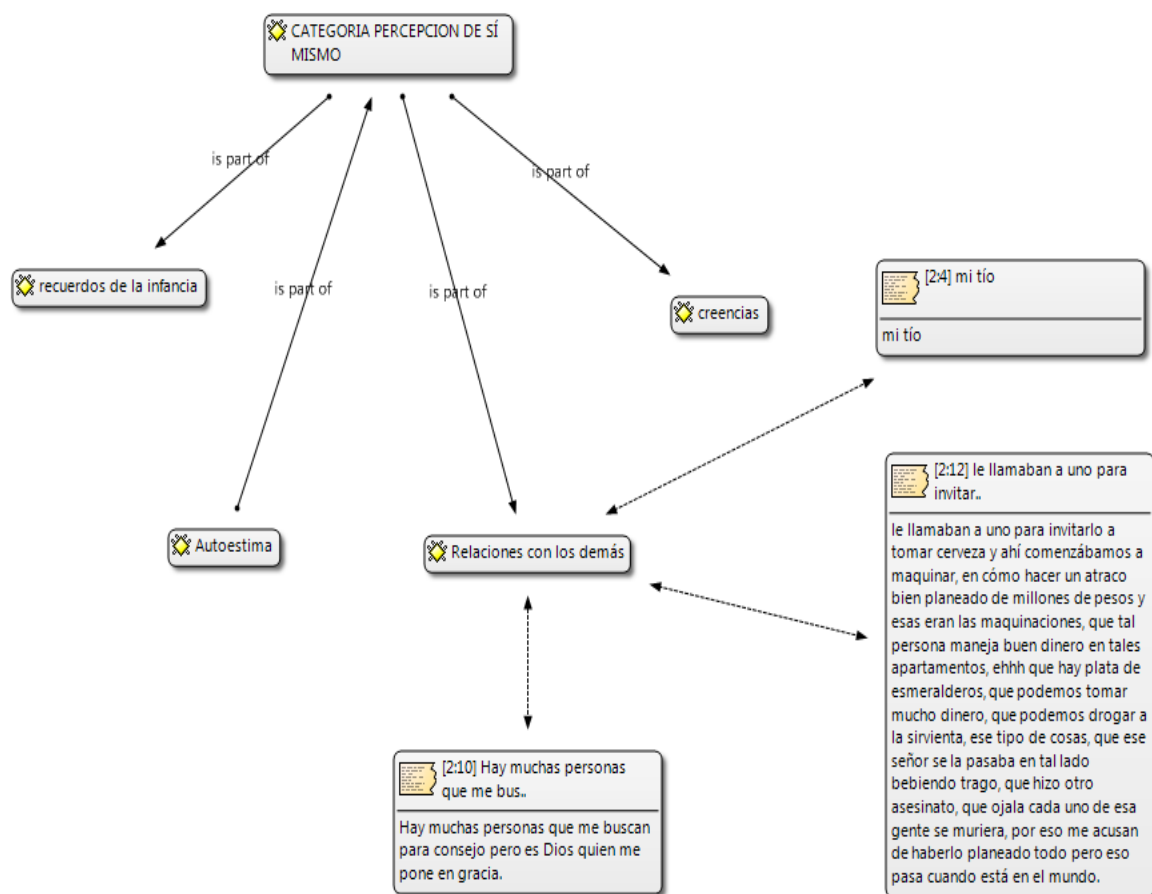 CATEGORIA PERCEPCION DE SÍ
MISMO
is part of
is part of
is part of
is part of
recuerdos de la infancia
creencias
[2:4] mi tío
mi tío
Autoestima
Relaciones con los demás
[2:12] le llamaban a uno para
invitar..
le llamaban a uno para invitarlo a
tomar cerveza y ahí comenzábamos a
maquinar, en cómo hacer un atraco
bien planeado de millones de pesos y
esas eran las maquinaciones, que tal
persona maneja buen dinero en tales
apartamentos, ehhh que hay plata de
esmeralderos, que podemos tomar
mucho dinero, que podemos drogar a
la sirvienta, ese tipo de cosas, que ese
señor se la pasaba en tal lado
bebiendo trago, que hizo otro
asesinato, que ojala cada uno de esa
gente se muriera, por eso me acusan
de haberlo planeado todo pero eso
pasa cuando está en el mundo.
[2:10] Hay muchas personas
que me bus..
Hay muchas personas que me buscan
para consejo pero es Dios quien me
pone en gracia.